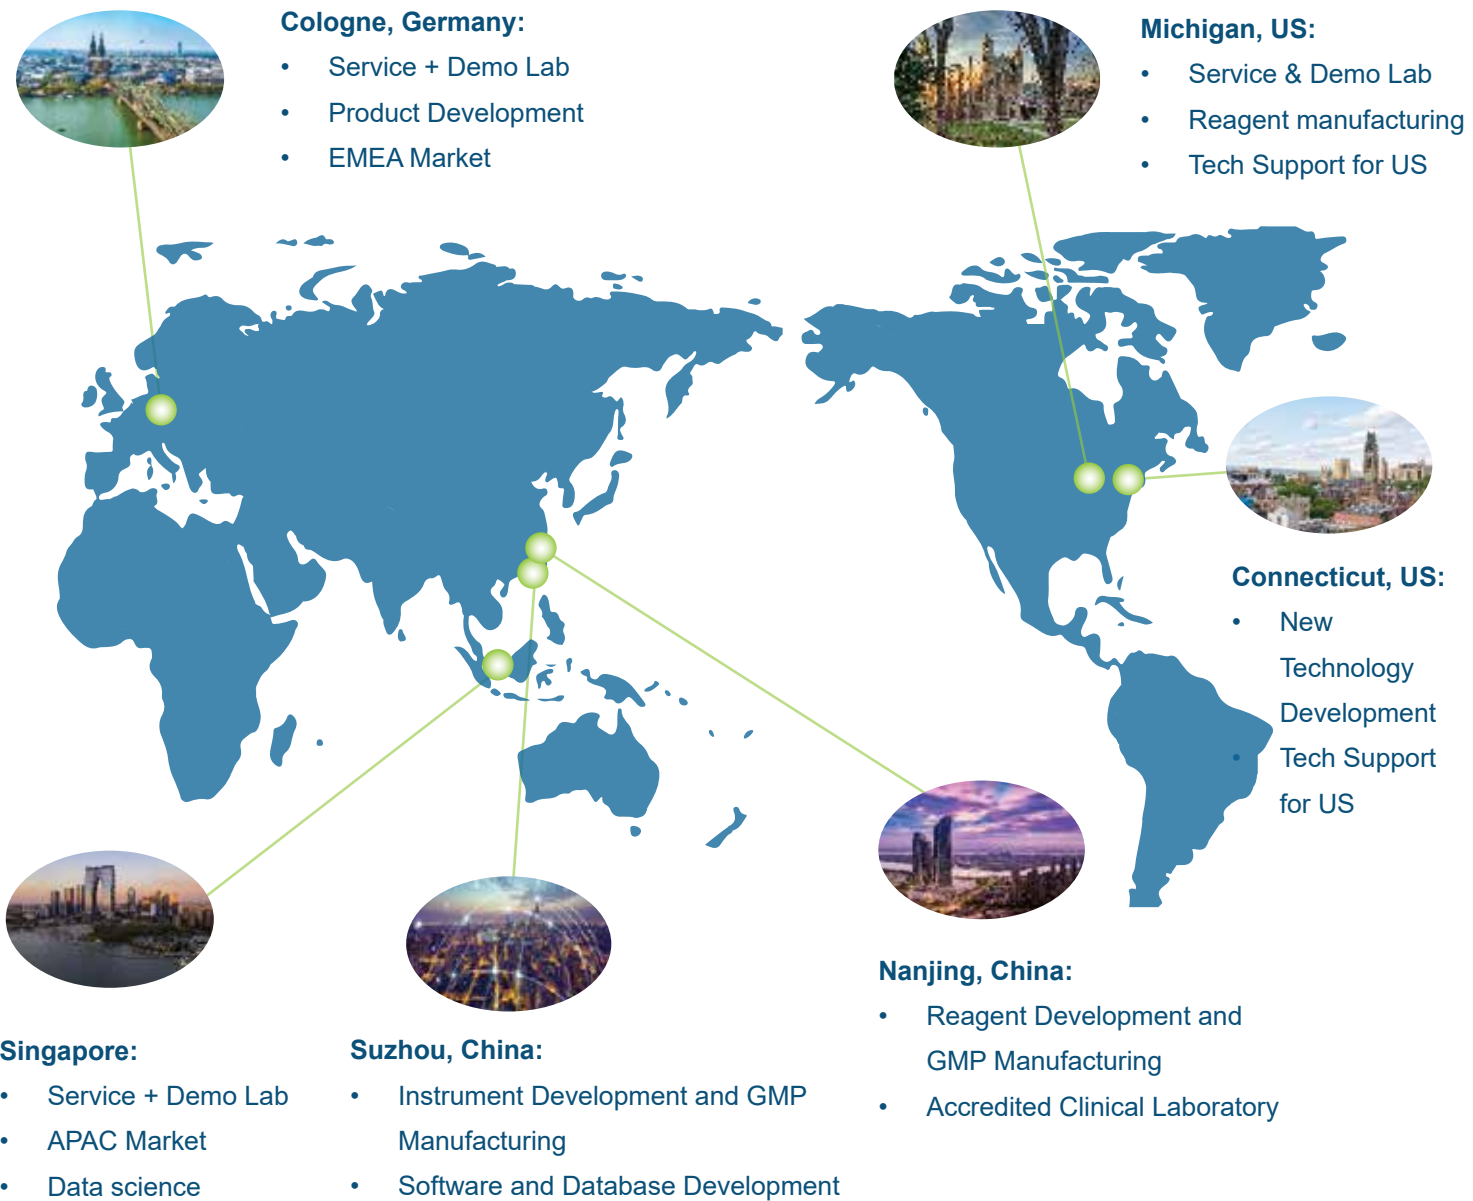 Cologne, Germany:
• Service + Demo Lab
• Product Development
• EMEA Market
Michigan, US:
• Service & Demo Lab
• Reagent manufacturing
• Tech Support for US
Connecticut, US:
• New
Technology
Development
• Tech Support
for US
Nanjing, China:
• Reagent Development and
GMP Manufacturing
• Accredited Clinical Laboratory
Singapore:
• Service + Demo Lab
• APAC Market
• Data science
Suzhou, China:
• Instrument Development and GMP
Manufacturing
• Software and Database Development